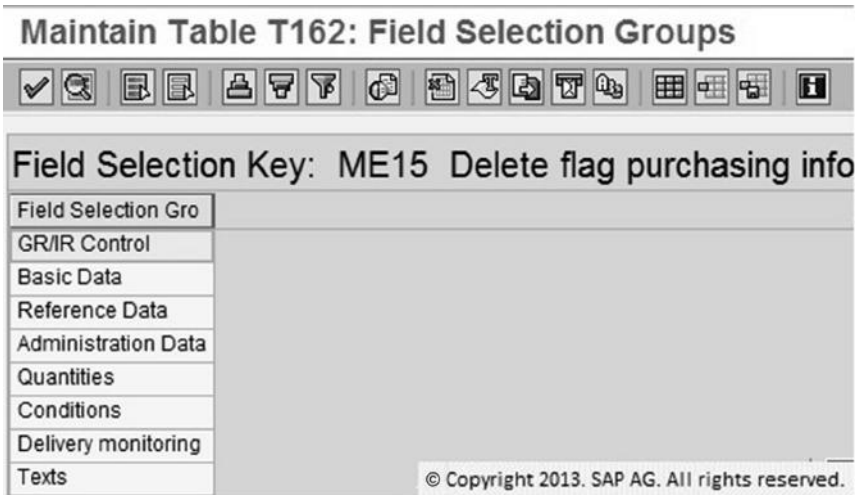 Maintain Table T162: Field Selection Groups
Field Selection Key: ME15 Delete flag purchasing info
Field Selection Gro
GR/IR Control
Basic Data
Reference Data
Administration Data
Quantities
Conditions
Delivery monitoring
Texts
© Copyright 2013. SAP AG. All rights reserved.